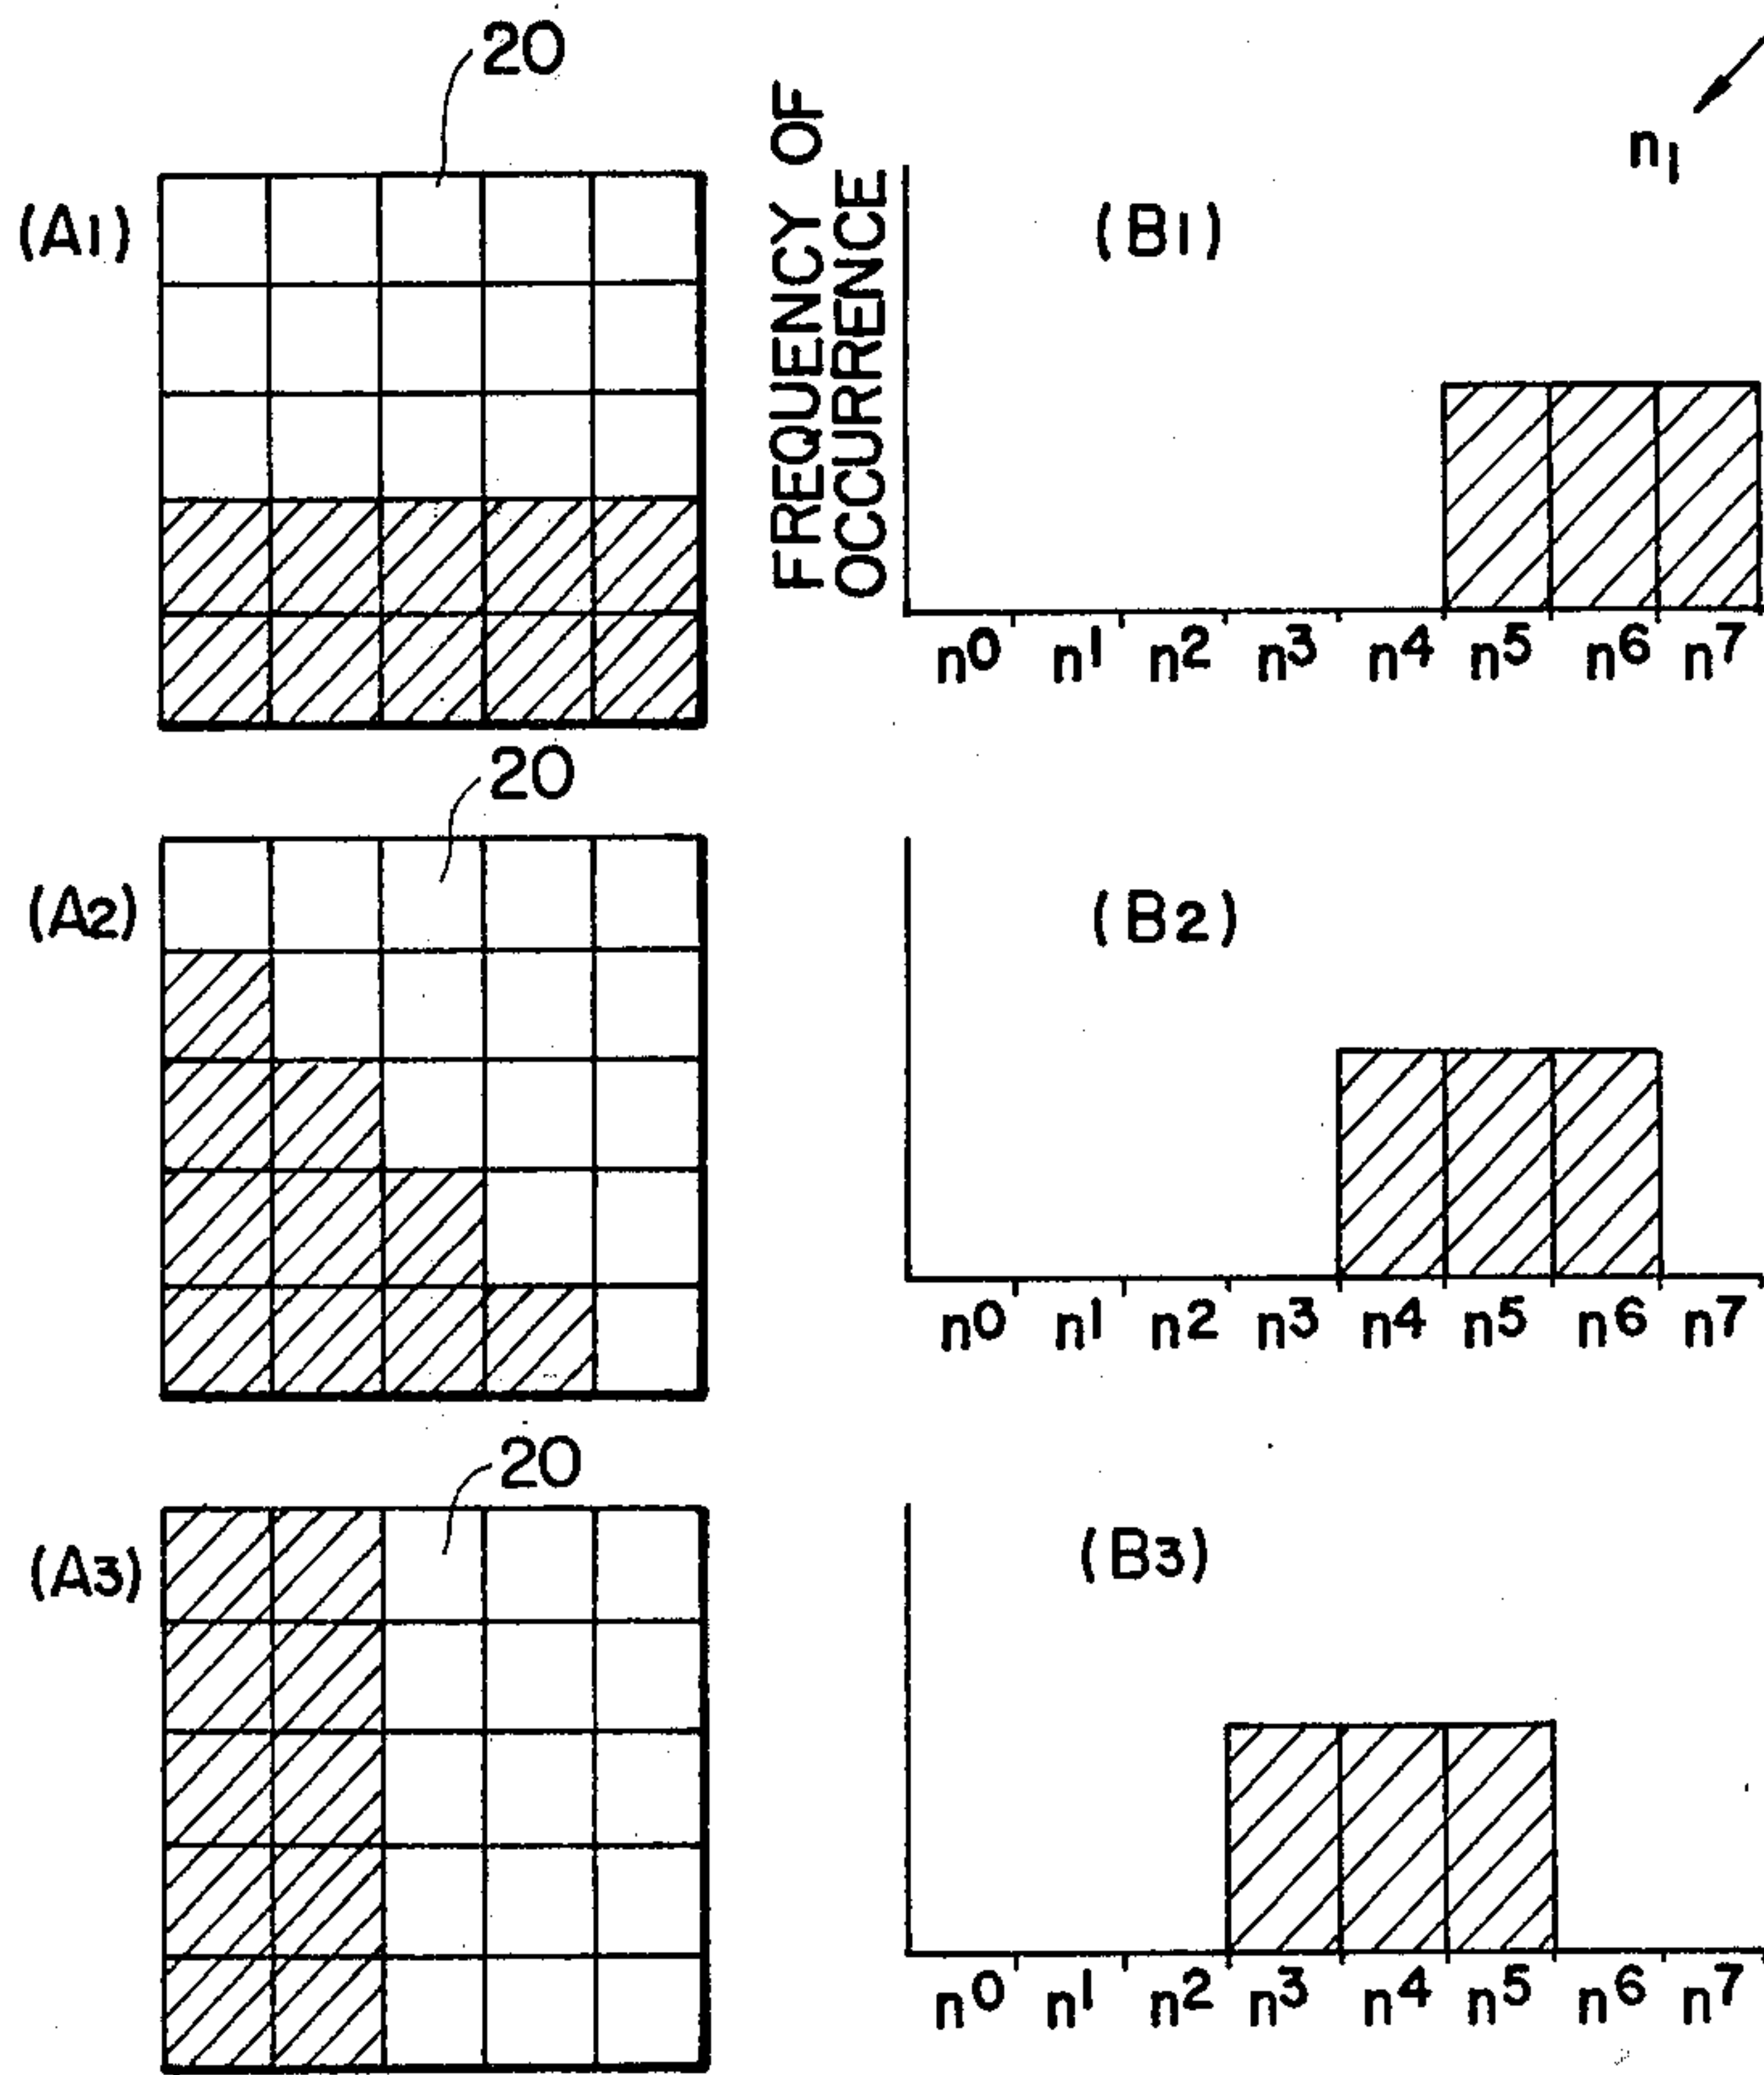 20
(A1)
FREQUENCY OF
OCCURRENCE
(B1)
n1
n0 n1 n2 n3 n4 n5 n6 n7
20
(A2)
(B2)
n0 n1 n2 n3 n4 n5 n6 n7
20
(A3)
(B3)
n0 n1 n2 n3 n4 n5 n6 n7